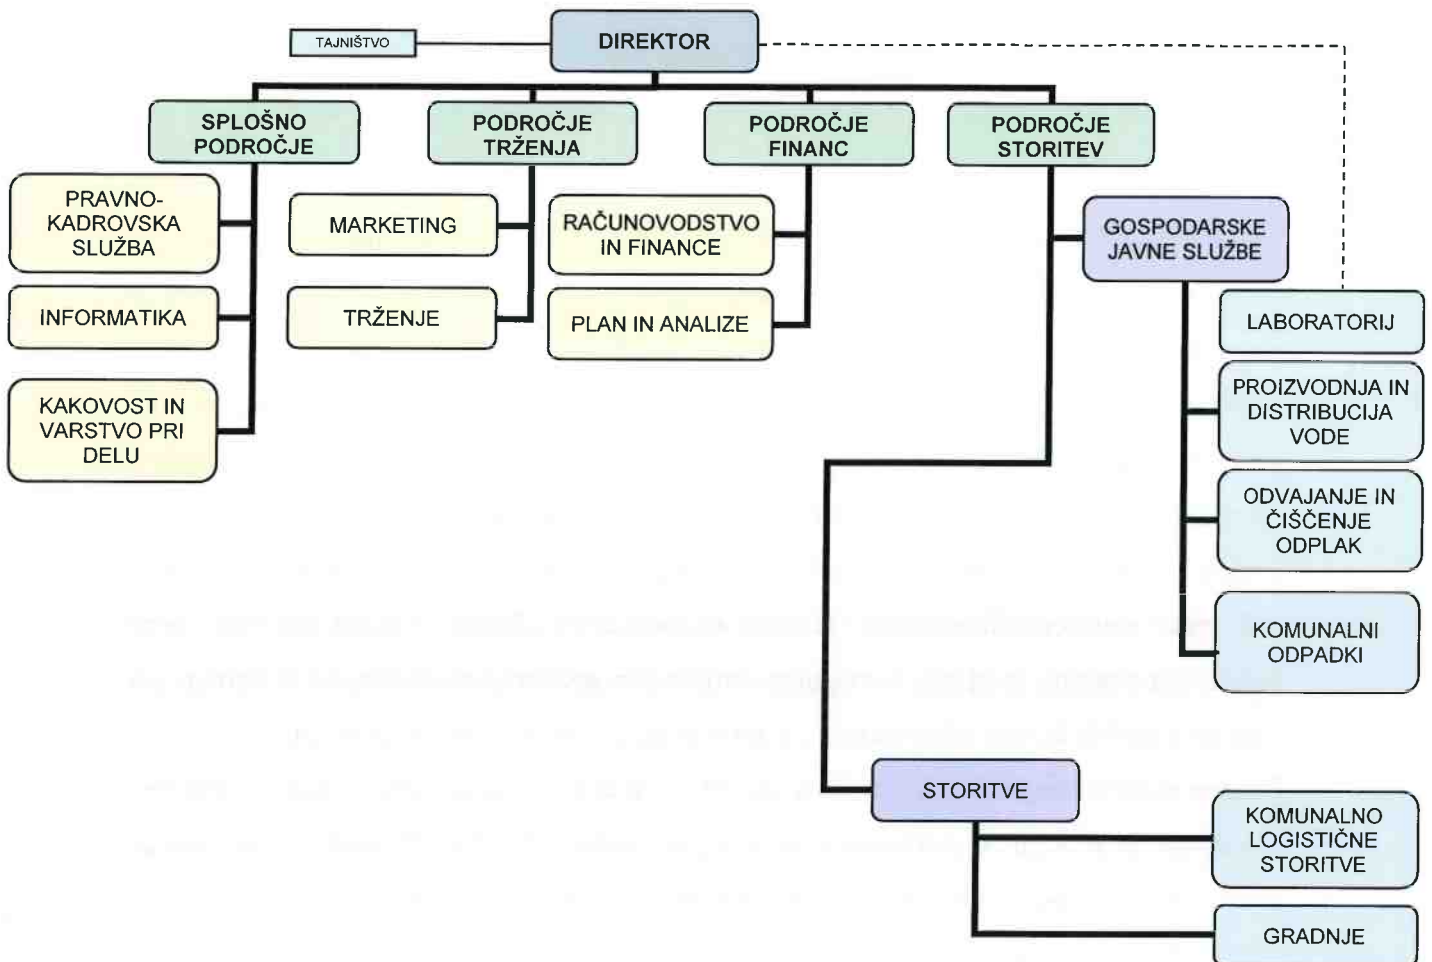 TAJNIŠTVO
DIREKTOR
SPLOŠNO
PODROČJE
PODROČJE
TRŽENJA
PODROČJE
FINANC
PODROČJE
STORITEV
PRAVNO-
KADROVSKA
SLUŽBA
INFORMATIKA
KAKOVOST IN
VARSTVO PRI
DELU
MARKETING
TRŽENJE
RAČUNOVODSTVO
IN FINANCE
PLAN IN ANALIZE
GOSPODARSKE
JAVNE SLUŽBE
LABORATORIJ
PROIZVODNJA IN
DISTRIBUCIJA
VODE
ODVAJANJE IN
ČIŠČENJE
ODPLAK
KOMUNALNI
ODPADKI
STORITVE
KOMUNALNO
LOGISTIČNE
STORITVE
GRADNJE